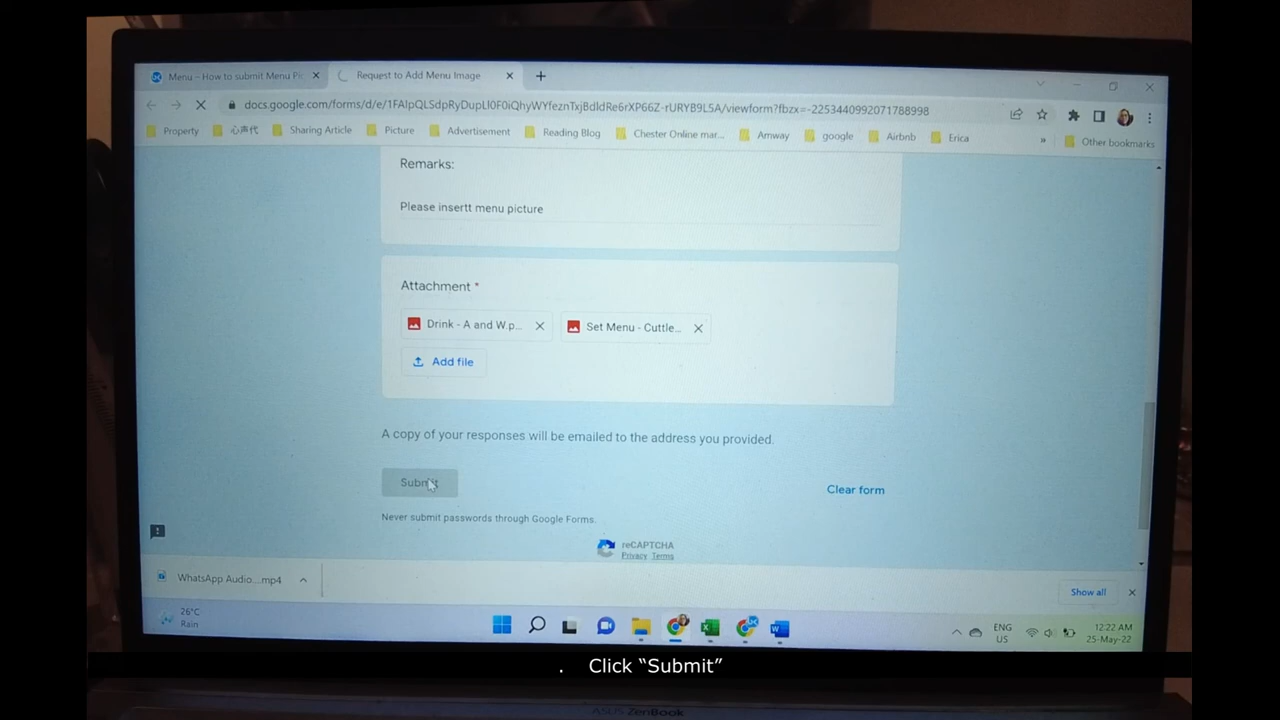 Menu – How to submit Menu Pic
Request to Add Menu Image
docs.google.com/forms/d/e/1FAIpQLSdpRyDupLl0F0iQhyWYfeznTxjBdIdRe6rXP66Z-rURYB9L5A/viewform?fbzx=-2253440992071788998
Property 心声代 Sharing Article Picture Advertisement Reading Blog Chester Online mar... Amway google Airbnb Erica » Other bookmarks
Remarks:
Please insertt menu picture
Attachment *
Drink - A and W.p... Set Menu - Cuttle...
Add file
A copy of your responses will be emailed to the address you provided.
Submit Clear form
Never submit passwords through Google Forms.
reCAPTCHA
Privacy Terms
WhatsApp Audio....mp4 Show all
26°C
Rain
ENG
US
12:22 AM
25-May-22
. Click “Submit”
ASUS ZenBook